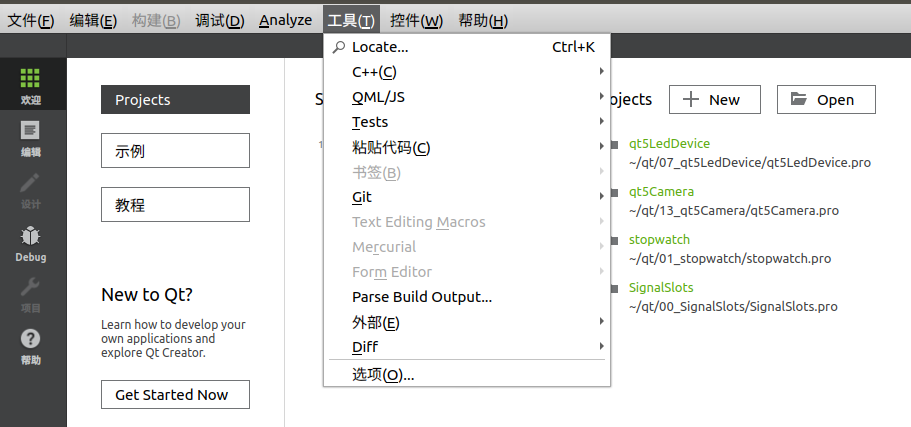 文件(F) 编辑(E) 构建(B) 调试(D) Analyze 工具(T) 控件(W) 帮助(H)
Locate... Ctrl+K
C++(C)
QML/JS
Tests
粘贴代码(C)
书签(B)
Git
Text Editing Macros
Mercurial
Form Editor
Parse Build Output...
外部(E)
Diff
选项(O)...
欢迎
编辑
设计
Debug
项目
帮助
Projects
示例
教程
New to Qt?
Learn how to develop your
own applications and
explore Qt Creator.
Get Started Now
S
1
ojects
New
Open
qt5LedDevice
~/qt/07_qt5LedDevice/qt5LedDevice.pro
qt5Camera
~/qt/13_qt5Camera/qt5Camera.pro
stopwatch
~/qt/01_stopwatch/stopwatch.pro
SignalSlots
~/qt/00_SignalSlots/SignalSlots.pro